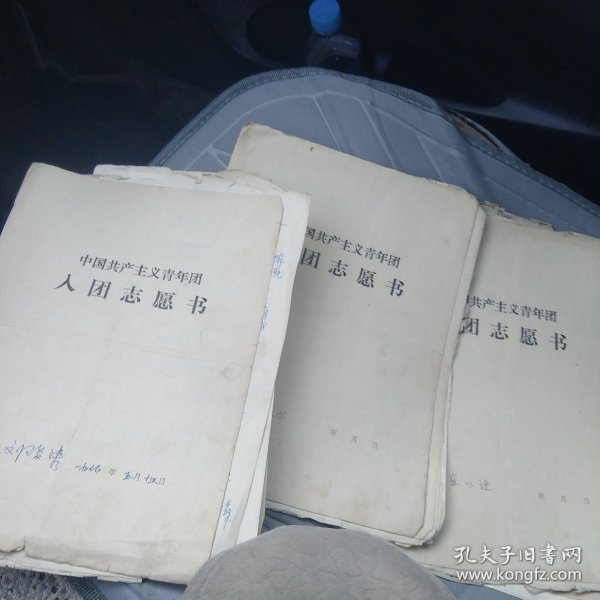 中国共产主义青年团
入团志愿书
年 月 日
国共产主义青年团
团志愿书
年 月 日
共产主义青年团
团志愿书
年 月 日
孔夫子旧书网
www.kongfz.com